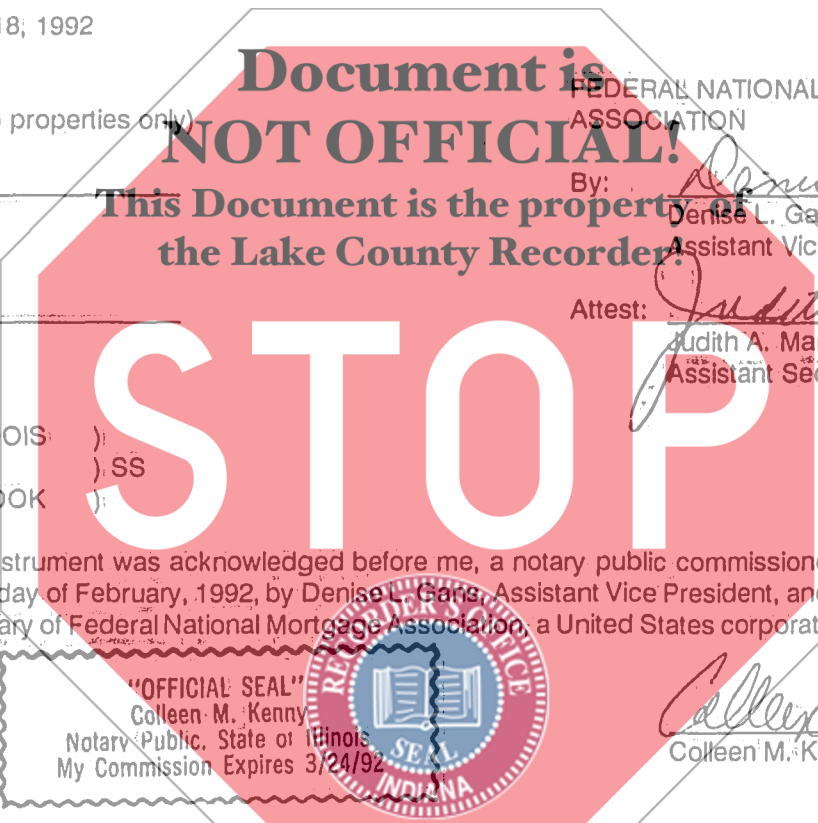 18, 1992
Document is
NOT OFFICIAL!
This Document is the property of
the Lake County Recorder!
STOP
FEDERAL NATIONAL
ASSOCIATION
properties only)
By:
Denise L. Ga
Assistant Vic
Attest:
Judith A. Ma
Assistant Sec
OIS )
) SS
OOK )
strument was acknowledged before me, a notary public commission
day of February, 1992, by Denise L. Gans, Assistant Vice President, and
ary of Federal National Mortgage Association, a United States corporat
"OFFICIAL SEAL"
Colleen M. Kenny
Notary Public, State of Illinois
My Commission Expires 3/24/92
RECORDER'S OFFICE
SEAL
INDIANA
Colleen
Colleen M. K